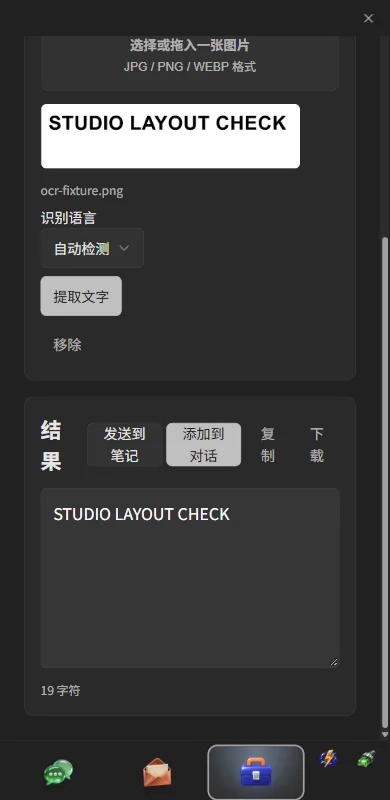 选择或拖入一张图片
JPG / PNG / WEBP 格式
STUDIO LAYOUT CHECK
ocr-fixture.png
识别语言
自动检测
提取文字
移除
结果
发送到笔记
添加到对话
复制
下载
STUDIO LAYOUT CHECK
19 字符